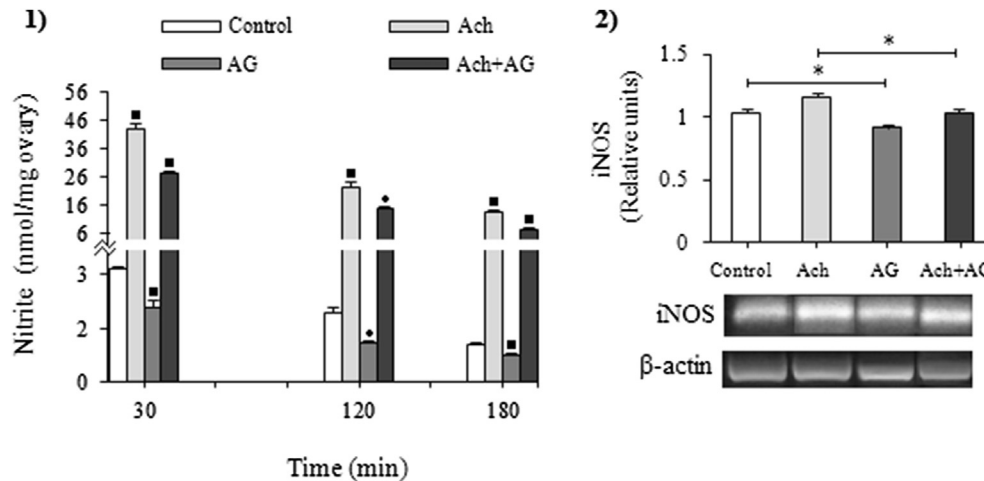 1)
Control
Ach
AG
Ach+AG
Nitrite (nmol/mg ovary)
56
46
36
26
16
6
3
2
0
30
120
180
Time (min)
2)
iNOS
(Relative units)
1.5
1
0.5
0
*
*
Control Ach AG Ach+AG
iNOS
β-actin